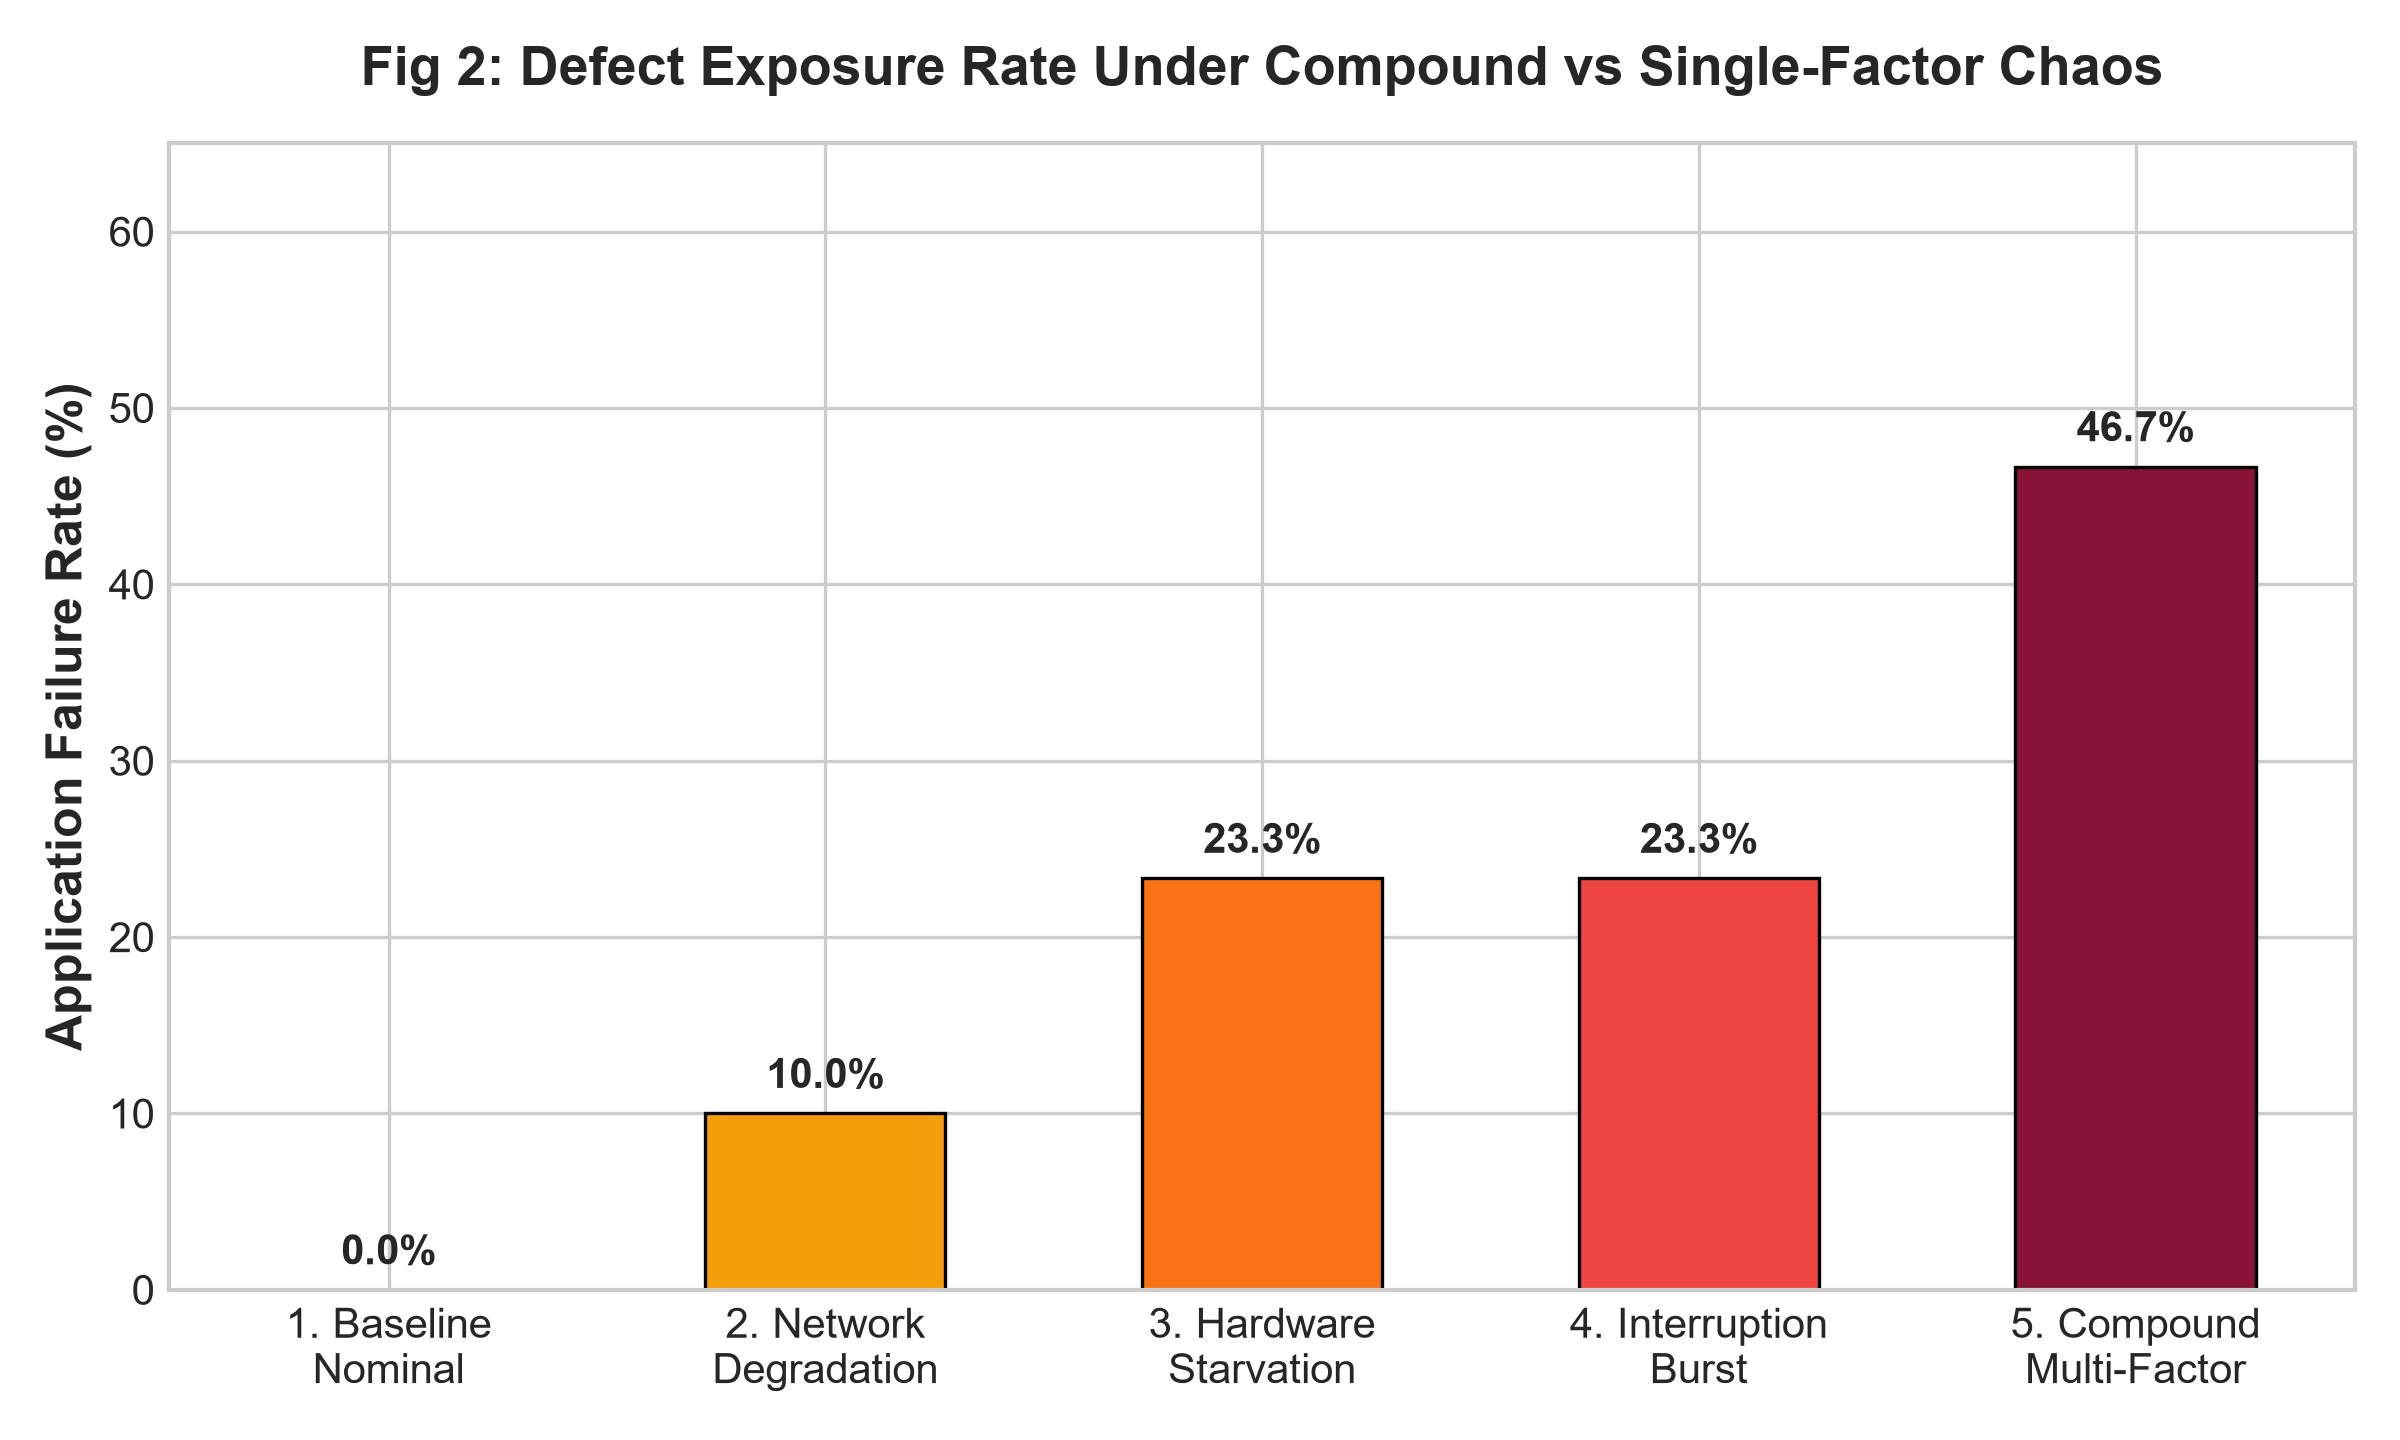 Fig 2: Defect Exposure Rate Under Compound vs Single-Factor Chaos
Application Failure Rate (%)
60
50
40
30
20
10
0
0.0%
10.0%
23.3%
23.3%
46.7%
1. Baseline
Nominal
2. Network
Degradation
3. Hardware
Starvation
4. Interruption
Burst
5. Compound
Multi-Factor